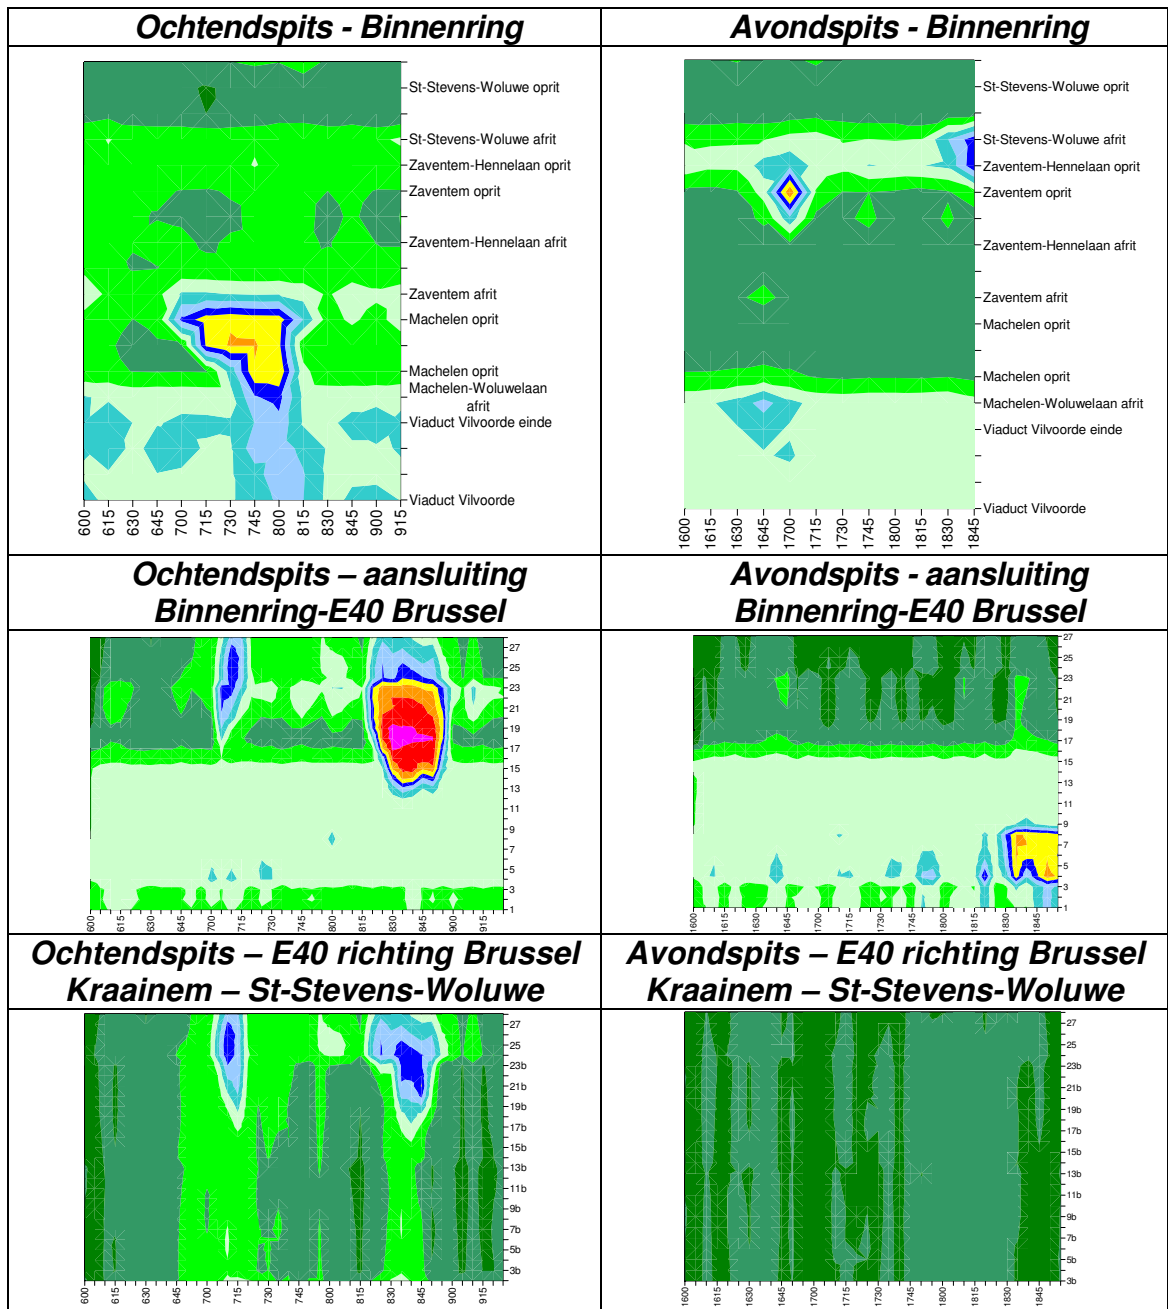 Ochtendspits - Binnenring
Avondspits - Binnenring
St-Stevens-Woluwe oprit
St-Stevens-Woluwe afrit
Zaventem-Hennelaan oprit
Zaventem oprit
Zaventem-Hennelaan afrit
Zaventem afrit
Machelen oprit
Machelen oprit
Machelen-Woluwelaan
afrit
Viaduct Vilvoorde einde
Viaduct Vilvoorde
600 615 630 645 700 715 730 745 800 815 830 845 900 915
St-Stevens-Woluwe oprit
St-Stevens-Woluwe afrit
Zaventem-Hennelaan oprit
Zaventem oprit
Zaventem-Hennelaan afrit
Zaventem afrit
Machelen oprit
Machelen oprit
Machelen-Woluwelaan afrit
Viaduct Vilvoorde einde
Viaduct Vilvoorde
1600 1615 1630 1645 1700 1715 1730 1745 1800 1815 1830 1845
Ochtendspits – aansluiting
Binnenring-E40 Brussel
Avondspits - aansluiting
Binnenring-E40 Brussel
27
25
23
21
19
17
15
13
11
9
7
5
3
1
600 615 630 645 700 715 730 745 800 815 830 845 900 915
27
25
23
21
19
17
15
13
11
9
7
5
3
1
1600 1615 1630 1645 1700 1715 1730 1745 1800 1815 1830 1845
Ochtendspits – E40 richting Brussel
Kraainem – St-Stevens-Woluwe
Avondspits – E40 richting Brussel
Kraainem – St-Stevens-Woluwe
27
25
23b
21b
19b
17b
15b
13b
11b
9b
7b
5b
3b
600 615 630 645 700 715 730 745 800 815 830 845 900 915
27
25
23b
21b
19b
17b
15b
13b
11b
9b
7b
5b
3b
1600 1615 1630 1645 1700 1715 1730 1745 1800 1815 1830 1845